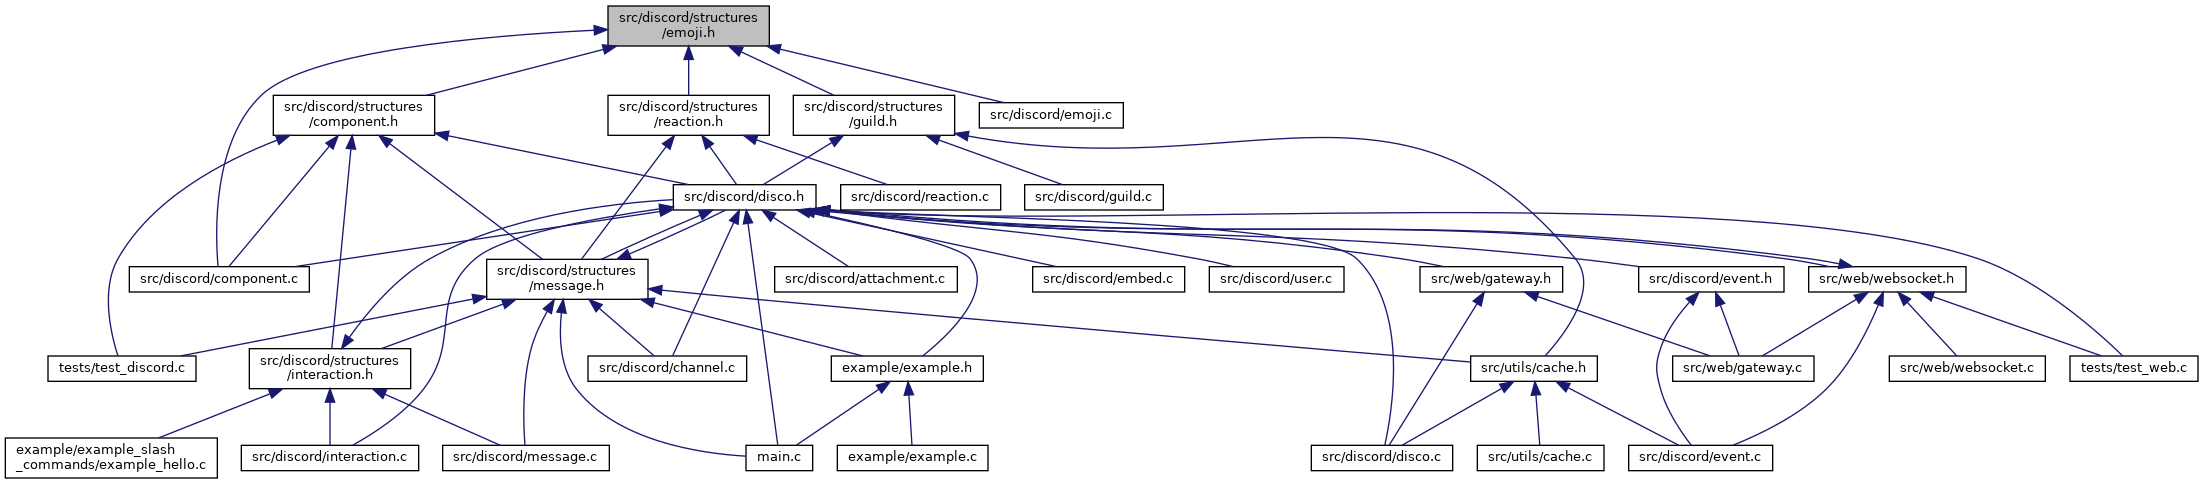 src/discord/structures
/emoji.h
src/discord/structures
/component.h
src/discord/structures
/reaction.h
src/discord/structures
/guild.h
src/discord/emoji.c
src/discord/disco.h
src/discord/reaction.c
src/discord/guild.c
src/discord/component.c
src/discord/structures
/message.h
src/discord/attachment.c
src/discord/embed.c
src/discord/user.c
src/web/gateway.h
src/discord/event.h
src/web/websocket.h
tests/test_discord.c
src/discord/structures
/interaction.h
src/discord/channel.c
example/example.h
src/utils/cache.h
src/web/gateway.c
src/web/websocket.c
tests/test_web.c
example/example_slash
_commands/example_hello.c
src/discord/interaction.c
src/discord/message.c
main.c
example/example.c
src/discord/disco.c
src/utils/cache.c
src/discord/event.c